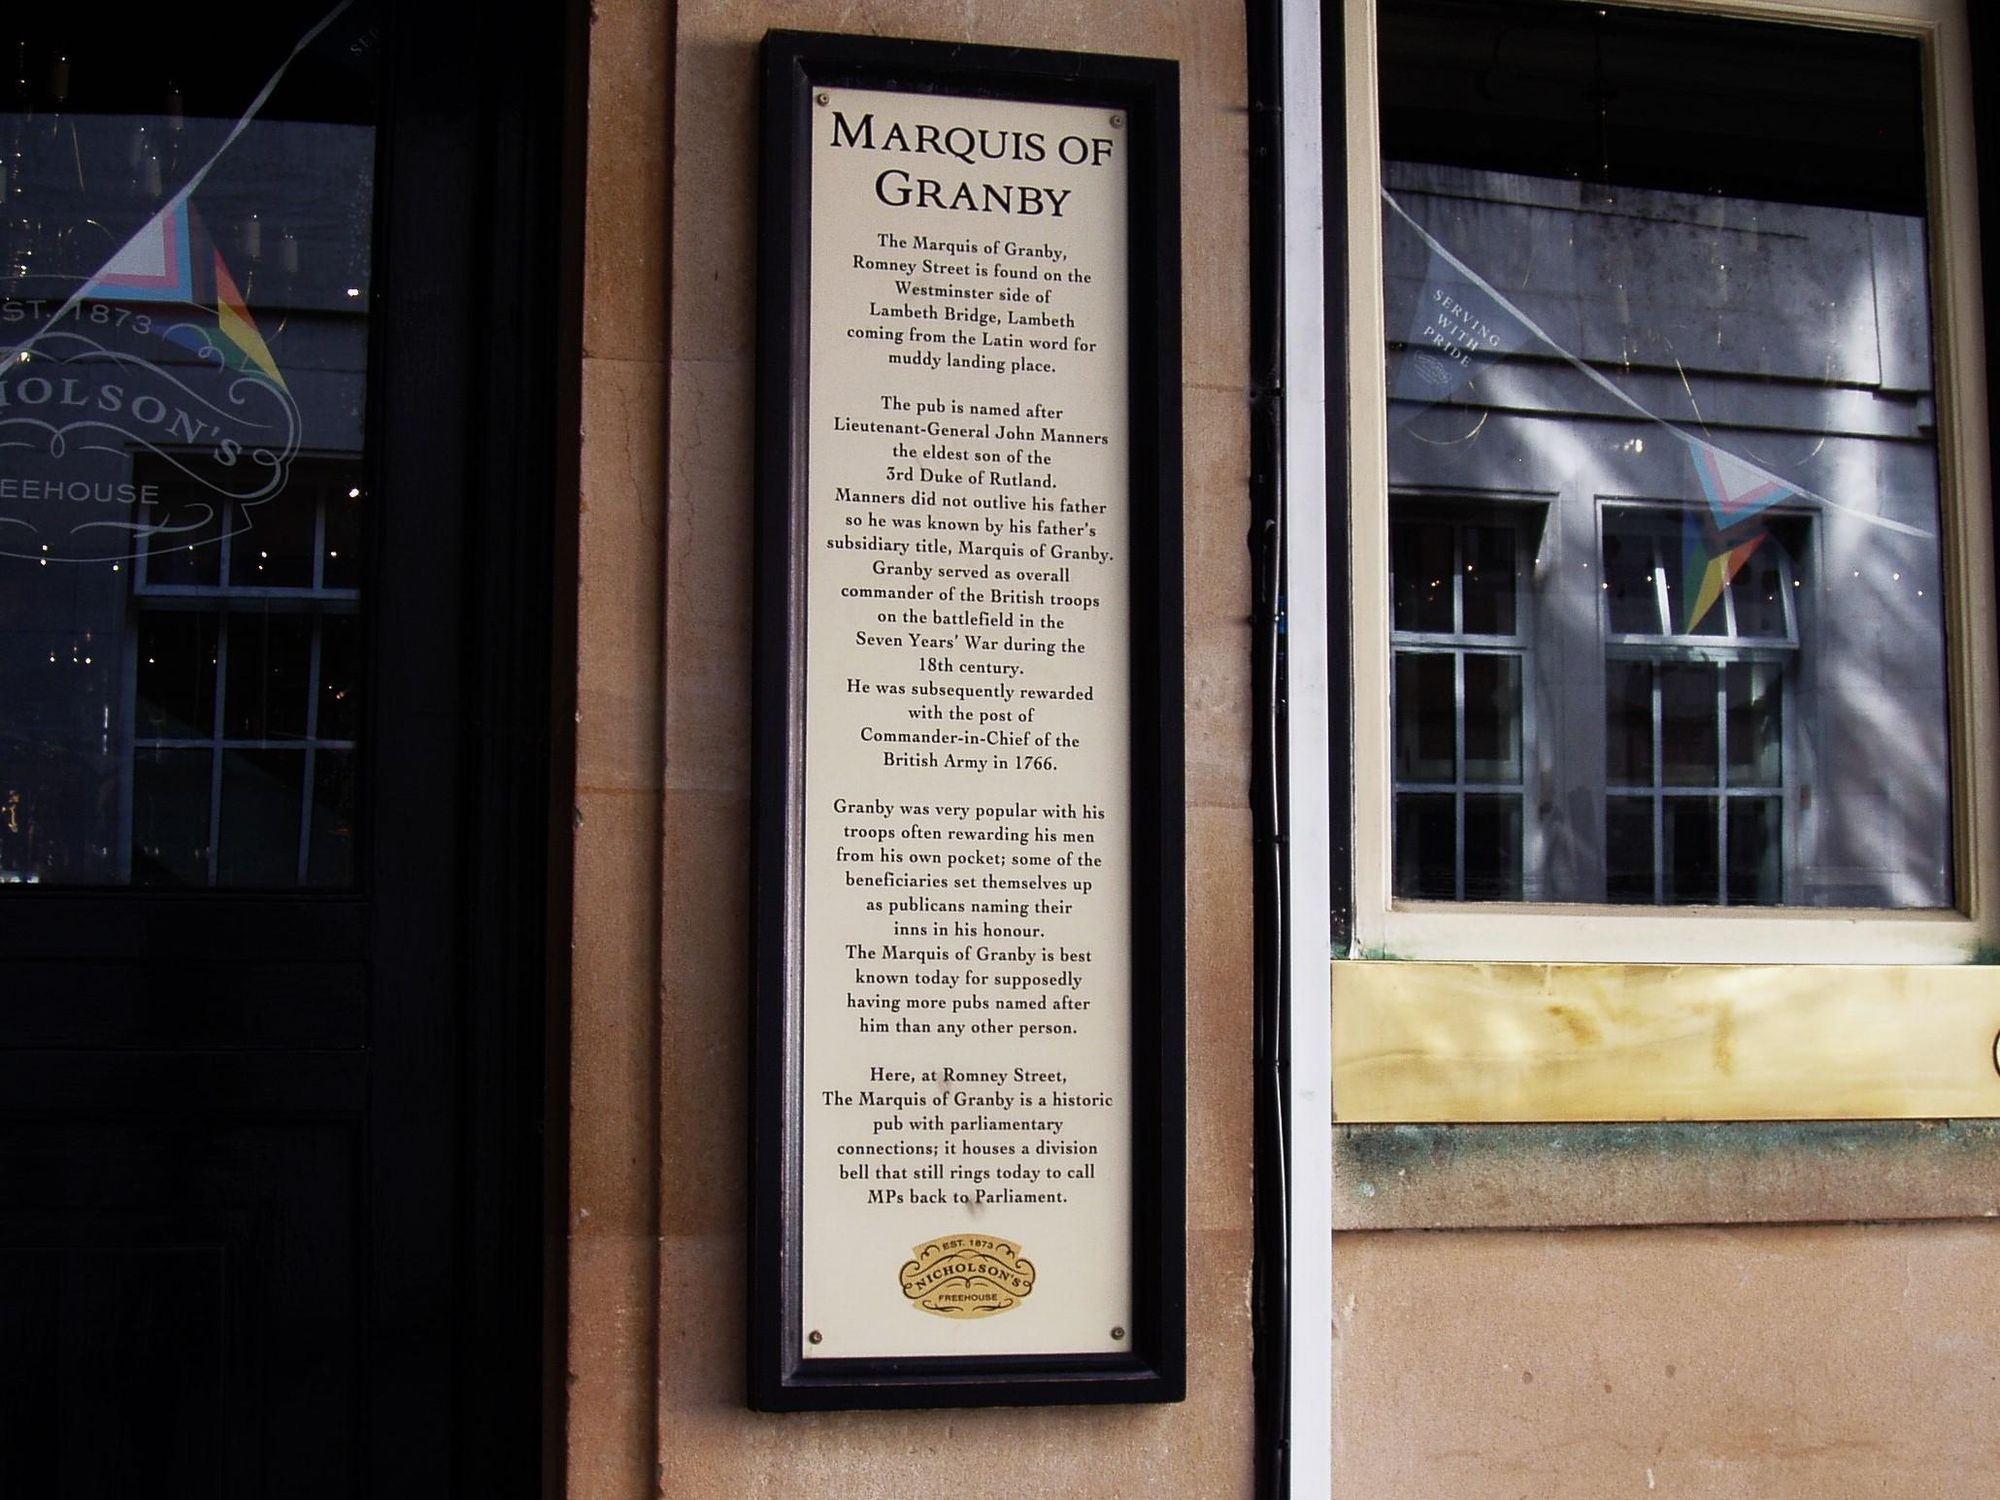 MARQUIS OF
GRANBY
The Marquis of Granby,
Romney Street is found on the
Westminster side of
Lambeth Bridge, Lambeth
coming from the Latin word for
muddy landing place.
The pub is named after
Lieutenant-General John Manners
the eldest son of the
3rd Duke of Rutland.
Manners did not outlive his father
so he was known by his father's
subsidiary title, Marquis of Granby.
Granby served as overall
commander of the British troops
on the battlefield in the
Seven Years' War during the
18th century.
He was subsequently rewarded
with the post of
Commander-in-Chief of the
British Army in 1766.
Granby was very popular with his
troops often rewarding his men
from his own pocket; some of the
beneficiaries set themselves up
as publicans naming their
inns in his honour.
The Marquis of Granby is best
known today for supposedly
having more pubs named after
him than any other person.
Here, at Romney Street,
The Marquis of Granby is a historic
pub with parliamentary
connections; it houses a division
bell that still rings today to call
MPs back to Parliament.
EST. 1873
NICHOLSON'S
FREEHOUSE
ST. 1873
HOLSON'S
EEHOUSE
SERVING
WITH
PRIDE